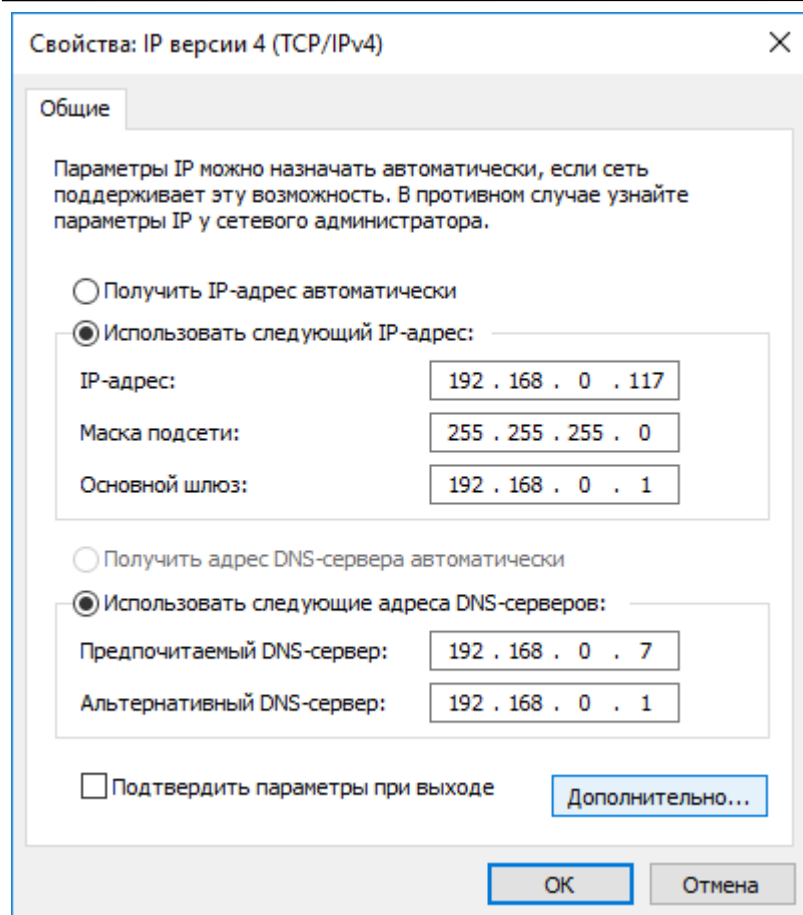 Свойства: IP версии 4 (TCP/IPv4)
Общие
Параметры IP можно назначать автоматически, если сеть
поддерживает эту возможность. В противном случае узнайте
параметры IP у сетевого администратора.
Получить IP-адрес автоматически
Использовать следующий IP-адрес:
IP-адрес: 192 . 168 . 0 . 117
Маска подсети: 255 . 255 . 255 . 0
Основной шлюз: 192 . 168 . 0 . 1
Получить адрес DNS-сервера автоматически
Использовать следующие адреса DNS-серверов:
Предпочитаемый DNS-сервер: 192 . 168 . 0 . 7
Альтернативный DNS-сервер: 192 . 168 . 0 . 1
Подтвердить параметры при выходе Дополнительно...
ОК Отмена